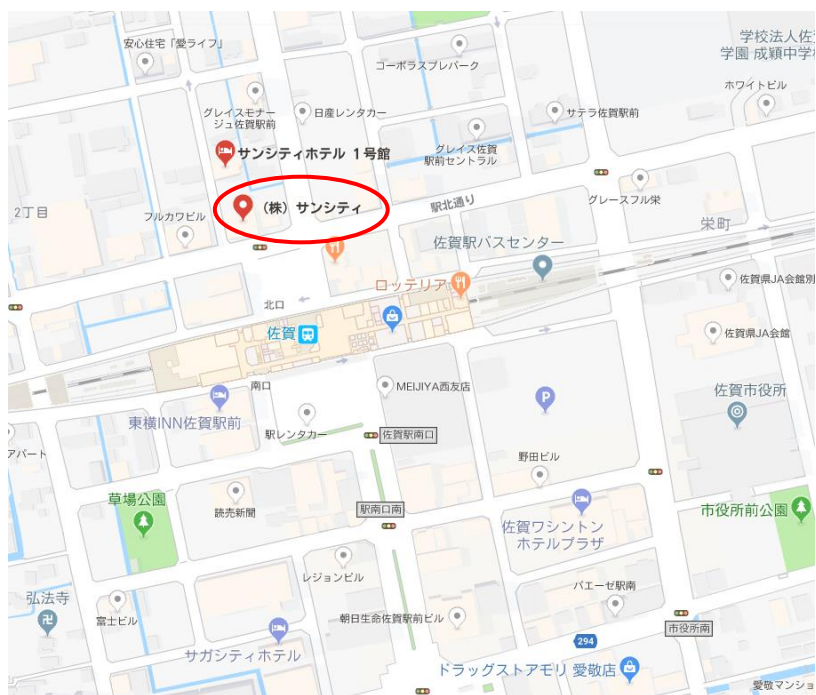 安心住宅「愛ライフ」
コーポラスプレパーク
学校法人佐
学園 成穎中学
ホワイトビル
グレイスモナー
ジュ佐賀駅前
日産レンタカー
サテラ佐賀駅前
グレイス佐賀
駅前セントラル
サンシティホテル 1号館
2丁目
フルカワビル
(株) サンシティ
駅北通り
グレースフル栄
栄町
佐賀駅バスセンター
ロッテリア
佐賀県JA会館別
北口
佐賀
佐賀県JA会館
南口
MEIJIYA西友店
佐賀市役所
東横INN佐賀駅前
駅レンタカー
佐賀駅南口
アパート
野田ビル
草場公園
読売新聞
駅南口南
佐賀ワシントン
ホテルプラザ
市役所前公園
レジョンビル
弘法寺
富士ビル
朝日生命佐賀駅前ビル
パエーゼ駅南
市役所南
サガシティホテル
294
ドラッグストアモリ 愛敬店
愛敬マンショ